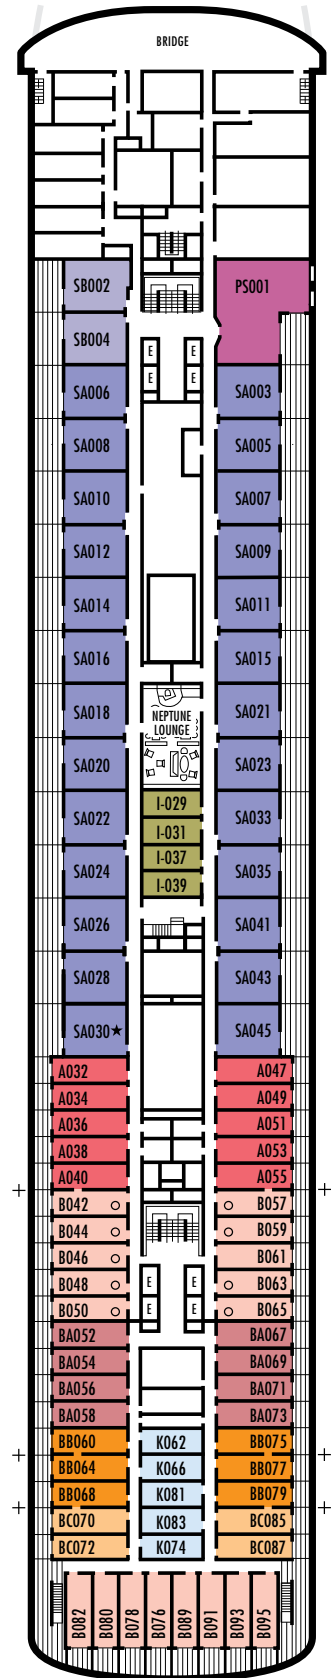 BRIDGE
SB002
PS001
SB004
E
E
E
E
SA006
SA003
SA008
SA005
SA010
SA007
SA012
SA009
SA014
SA011
SA016
SA015
SA018
SA021
NEPTUNE
LOUNGE
SA020
SA023
I-029
SA022
SA033
I-031
I-037
SA024
SA035
I-039
SA026
SA041
SA028
SA043
SA030★
SA045
A032
A047
A034
A049
A036
A051
A038
A053
A040
A055
B042
B057
B044
B059
B046
B061
B048
E
E
B063
B050
E
E
B065
BA052
BA067
BA054
BA069
BA056
BA071
BA058
BA073
BB060
K062
BB075
BB064
K066
BB077
BB068
K081
BB079
BC070
K083
BC085
BC072
K074
BC087
B082
B080
B078
B076
B089
B091
B093
B095